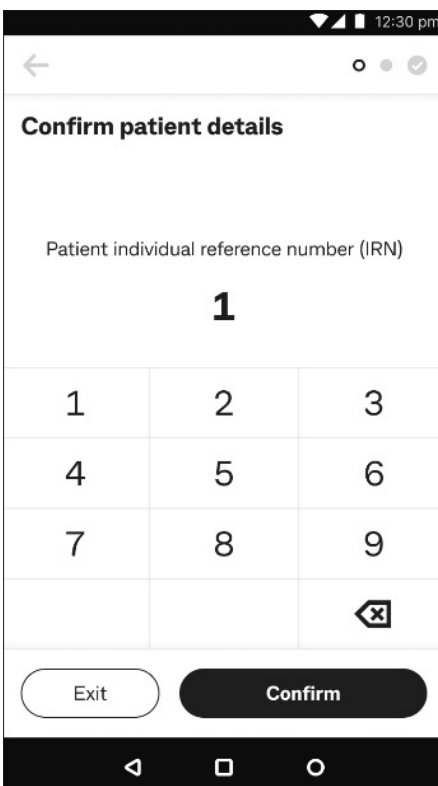 12:30 pm
Confirm patient details
Patient individual reference number (IRN)
1
1 2 3
4 5 6
7 8 9
Exit Confirm